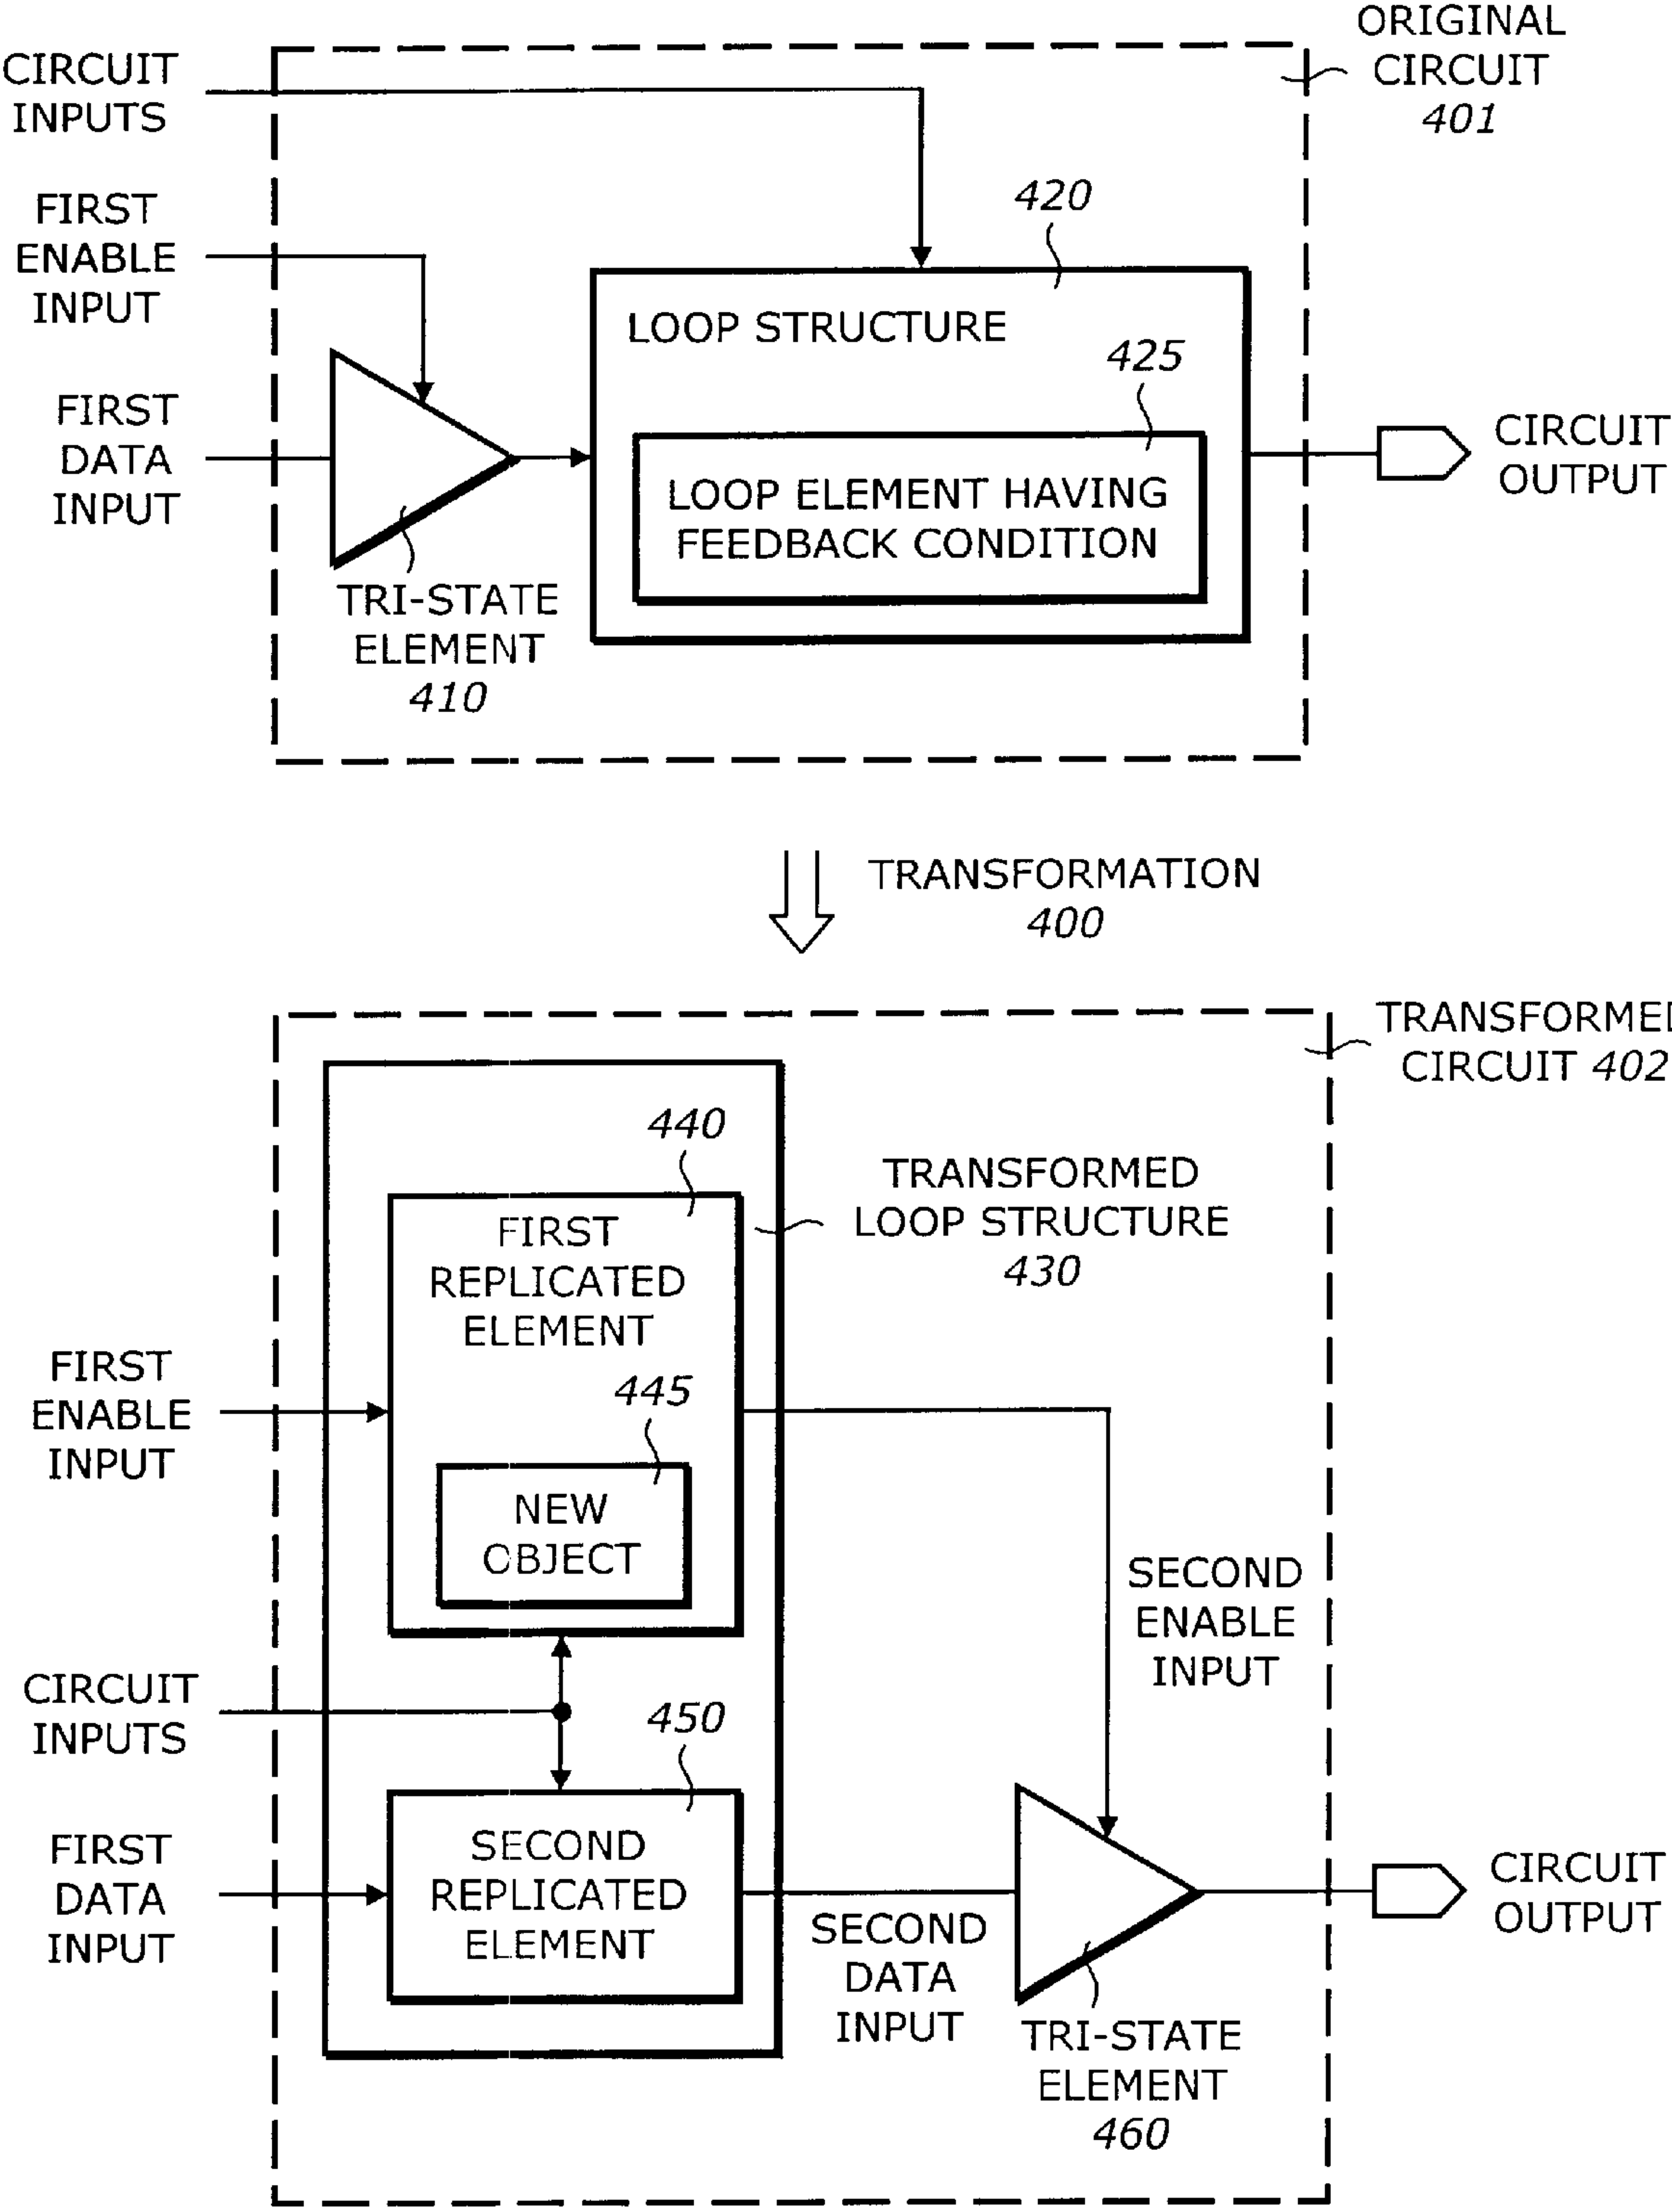 ORIGINAL
CIRCUIT
401
CIRCUIT
INPUTS
FIRST
ENABLE
INPUT
FIRST
DATA
INPUT
420
LOOP STRUCTURE
425
LOOP ELEMENT HAVING
FEEDBACK CONDITION
CIRCUIT
OUTPUT
TRI-STATE
ELEMENT
410
TRANSFORMATION
400
TRANSFORMED
CIRCUIT 402
440
FIRST
REPLICATED
ELEMENT
TRANSFORMED
LOOP STRUCTURE
430
445
NEW
OBJECT
FIRST
ENABLE
INPUT
SECOND
ENABLE
INPUT
CIRCUIT
INPUTS
450
SECOND
REPLICATED
ELEMENT
FIRST
DATA
INPUT
SECOND
DATA
INPUT
CIRCUIT
OUTPUT
TRI-STATE
ELEMENT
460